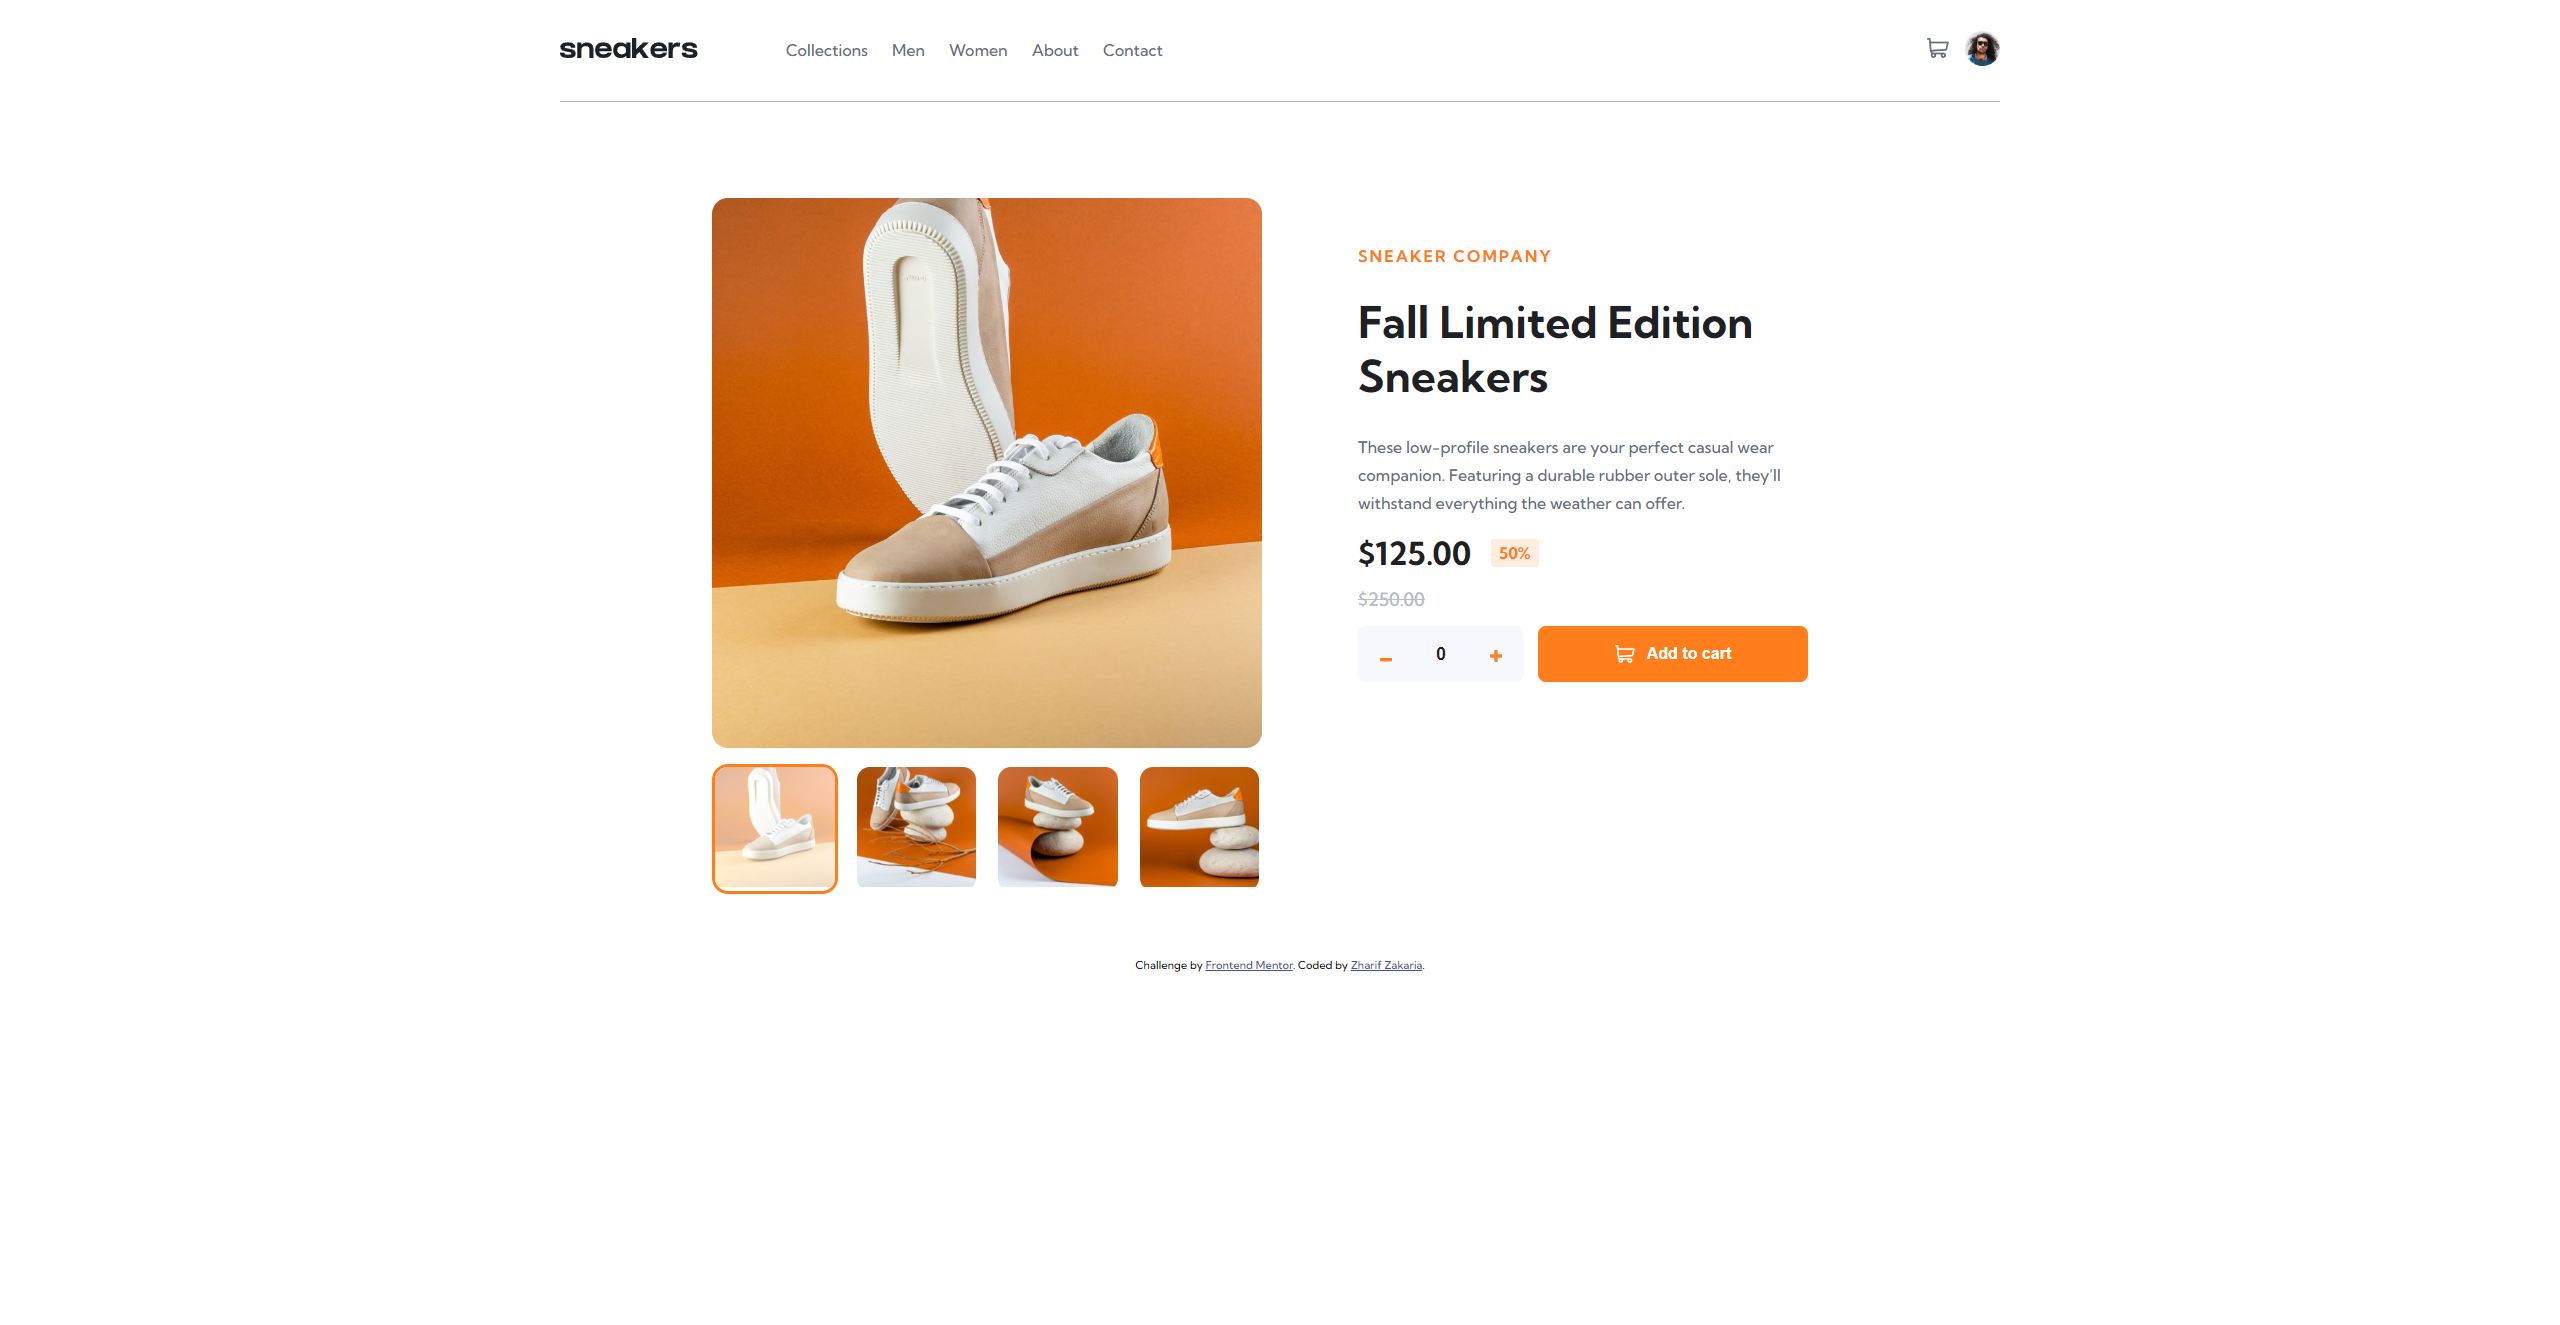 sneakers
Collections Men Women About Contact
SNEAKER COMPANY
Fall Limited Edition
Sneakers
These low-profile sneakers are your perfect casual wear
companion. Featuring a durable rubber outer sole, they'll
withstand everything the weather can offer.
$125.00 50%
$250.00
0 Add to cart
Challenge by Frontend Mentor. Coded by Zharif Zakaria.